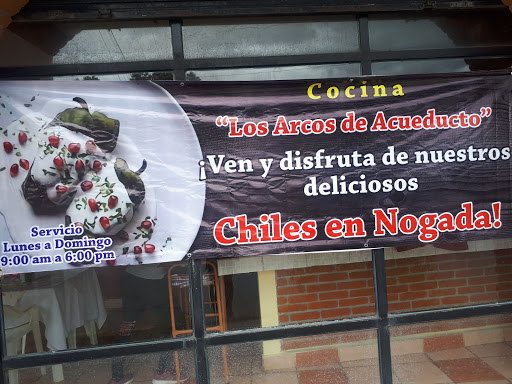 Cocina
“Los Arcos de Acueducto”
¡Ven y disfruta de nuestros
deliciosos
Chiles en Nogada!
Servicio
Lunes a Domingo
9:00 am a 6:00 pm